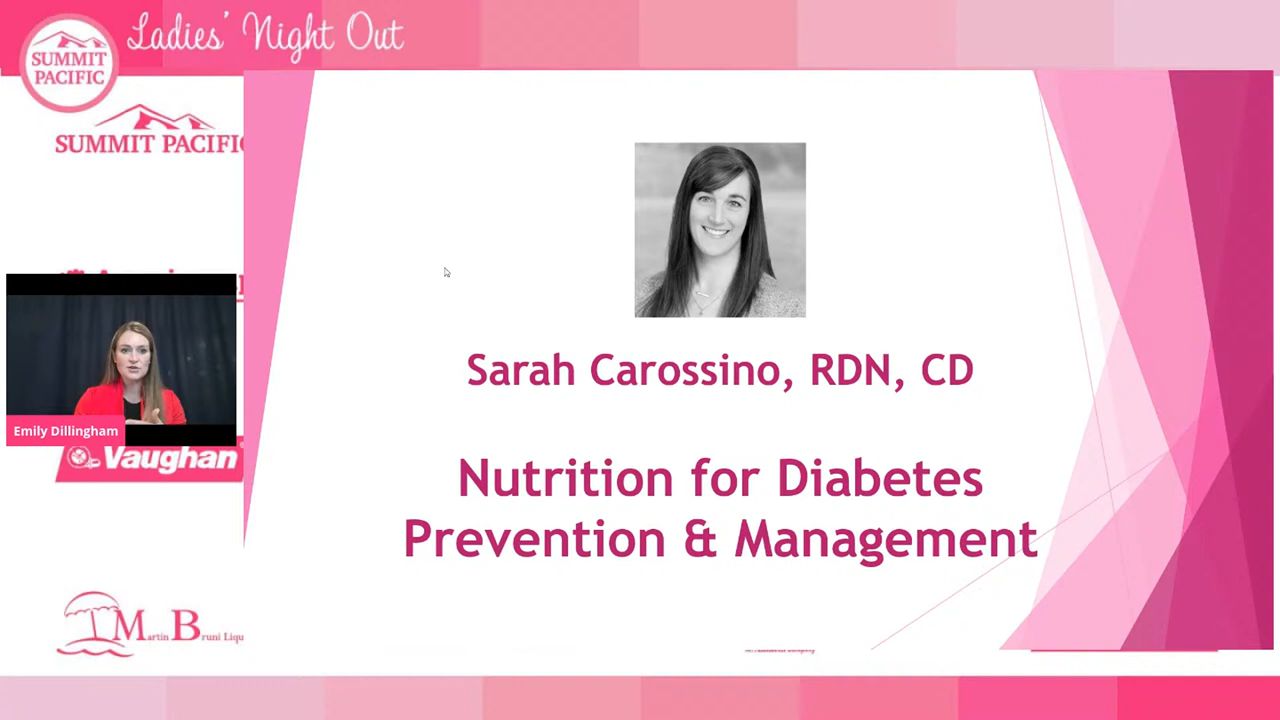 Ladies' Night Out
SUMMIT
PACIFIC
SUMMIT PACIFIC
Sarah Carossino, RDN, CD
Emily Dillingham
Vaughan
Nutrition for Diabetes
Prevention & Management
Martin Bruni Liqu